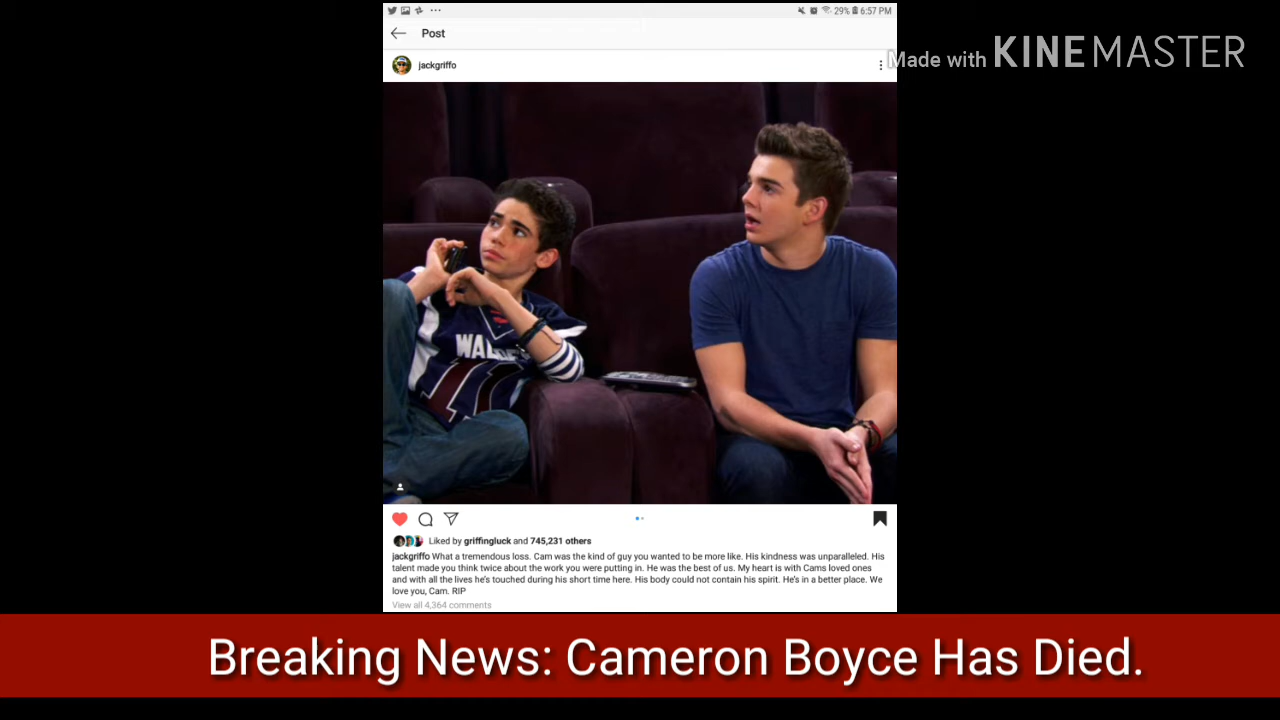 29% 6:57 PM
Post
Made with KINEMASTER
jackgriffo
Liked by griffingluck and 745,231 others
jackgriffo What a tremendous loss. Cam was the kind of guy you wanted to be more like. His kindness was unparalleled. His
talent made you think twice about the work you were putting in. He was the best of us. My heart is with Cams loved ones
and with all the lives he's touched during his short time here. His body could not contain his spirit. He's in a better place. We
love you, Cam. RIP
View all 4,364 comments
Breaking News: Cameron Boyce Has Died.